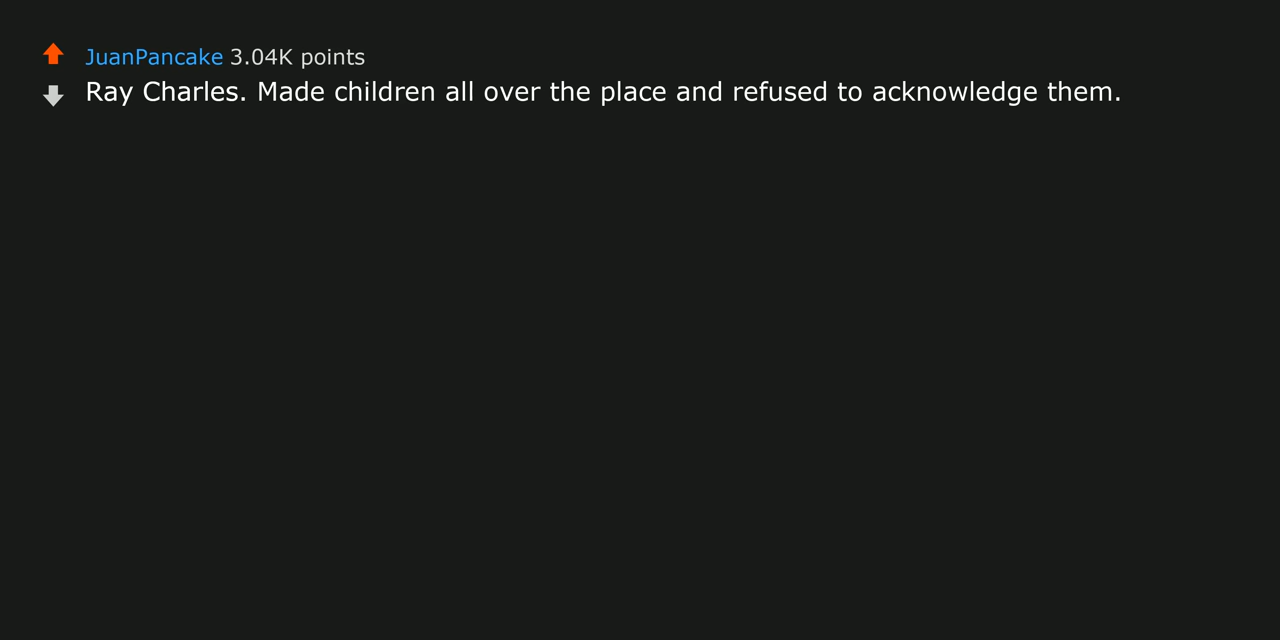 JuanPancake 3.04K points
Ray Charles. Made children all over the place and refused to acknowledge them.